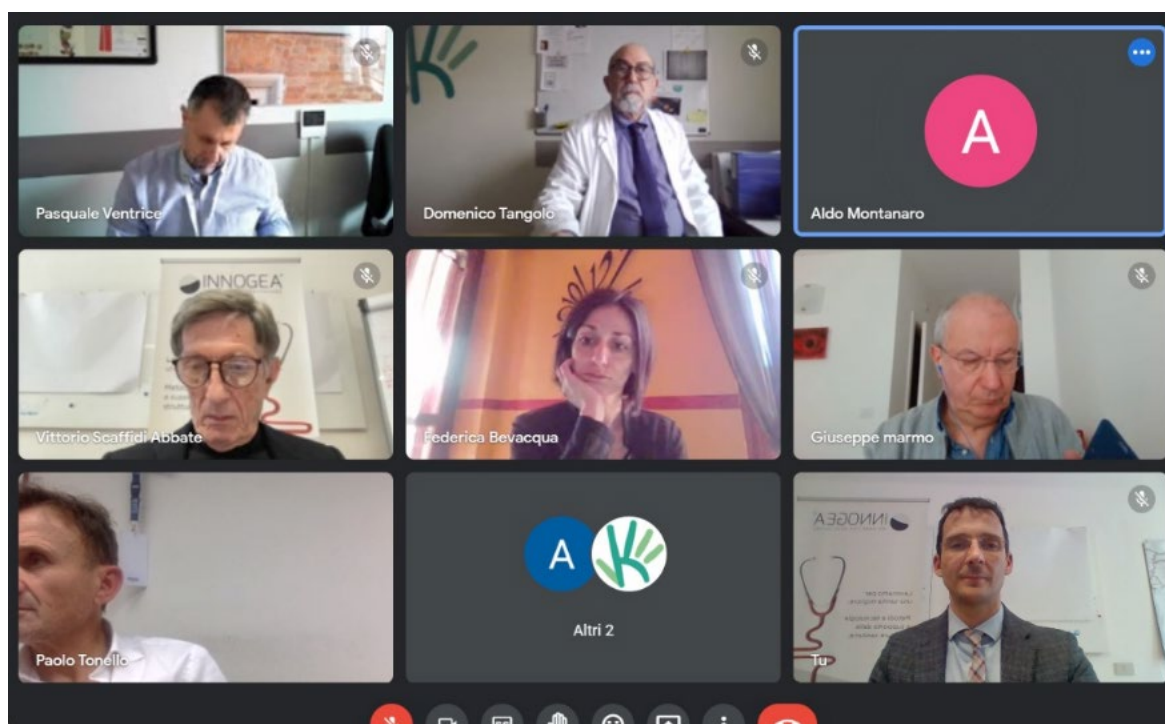 Pasquale Ventrice
Domenico Tangolo
A
Aldo Montanaro
INNOGEA
Vittorio Scaffidi Abbate
Federica Bevacqua
Giuseppe marmo
Paolo Tonello
A
Altri 2
INNOGEA
Tu